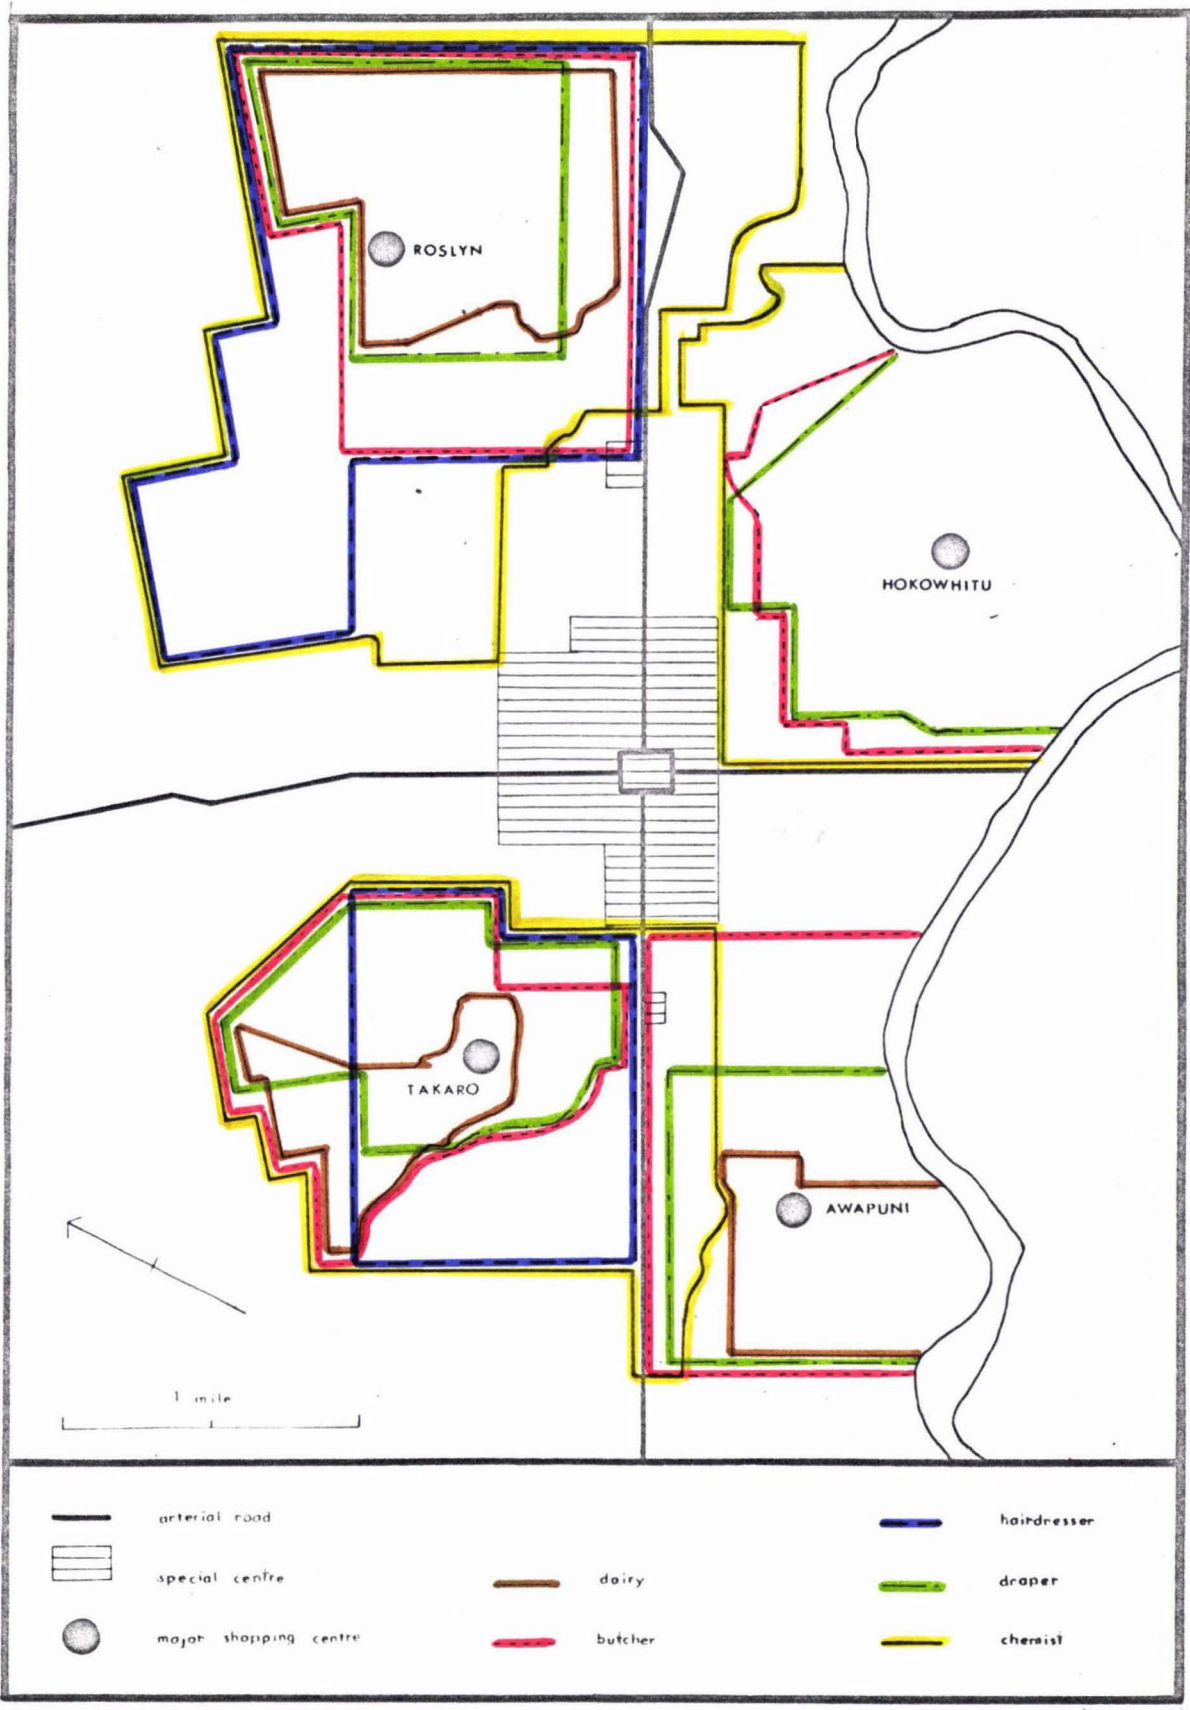 ROSLYN
HOKOWHITU
TAKARO
AWAPUNI
1 mile
arterial road
special centre
major shopping centre
dairy
butcher
hairdresser
draper
chemist